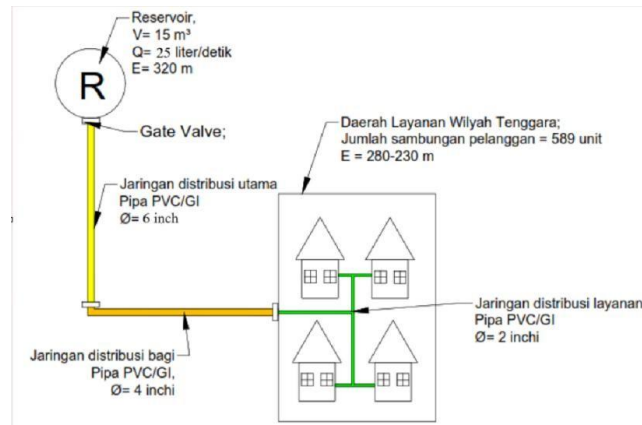 Reservoir,
V= 15 m³
Q= 25 liter/detik
E= 320 m
R
Gate Valve;
Daerah Layanan Wilyah Tenggara;
Jumlah sambungan pelanggan = 589 unit
E = 280-230 m
Jaringan distribusi utama
Pipa PVC/GI
Ø= 6 inch
Jaringan distribusi layanan
Pipa PVC/GI
Ø= 2 inchi
Jaringan distribusi bagi
Pipa PVC/GI,
Ø= 4 inchi